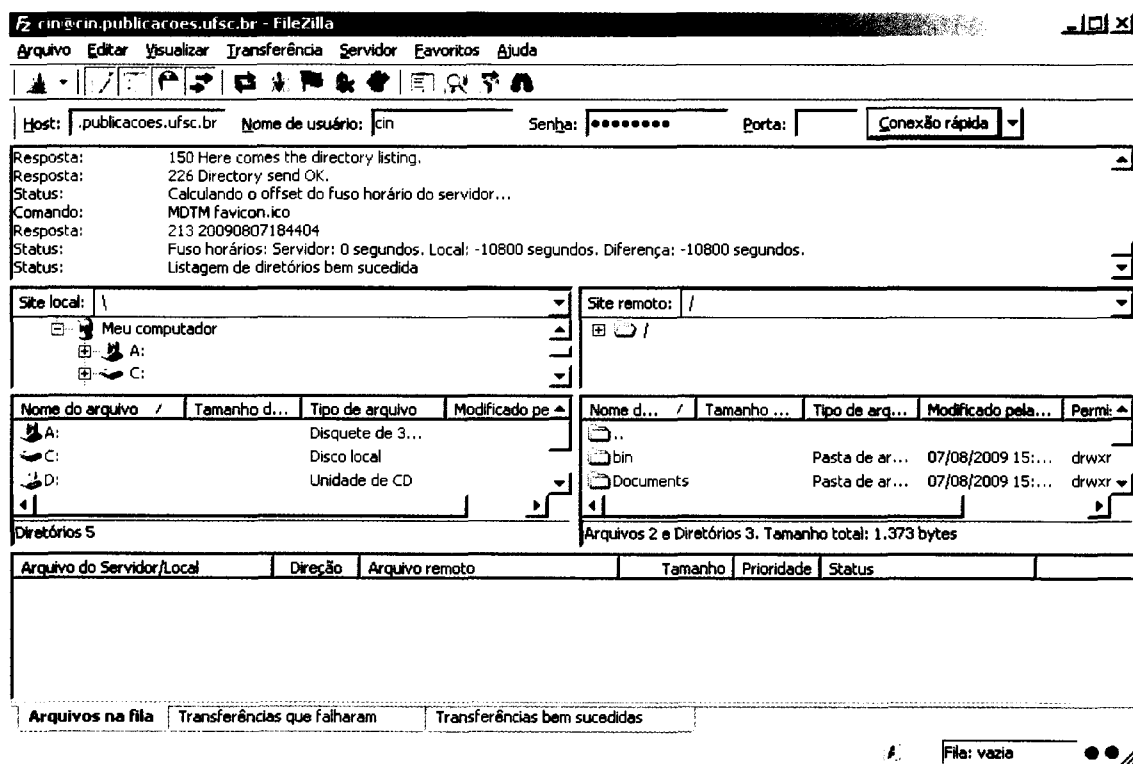 cin@cin.publicacoes.ufsc.br - FileZilla
Arquivo Editar Visualizar Transferência Servidor Favoritos Ajuda
Host: .publicacoes.ufsc.br Nome de usuário: cin Senha: ●●●●●●●● Porta: Conexão rápida
Resposta: 150 Here comes the directory listing.
Resposta: 226 Directory send OK.
Status: Calculando o offset do fuso horário do servidor...
Comando: MDTM favicon.ico
Resposta: 213 20090807184404
Status: Fuso horários: Servidor: 0 segundos. Local: -10800 segundos. Diferença: -10800 segundos.
Status: Listagem de diretórios bem sucedida
Site local: \ Site remoto: /
Meu computador /
A:
C:
Nome do arquivo / Tamanho d... Tipo de arquivo Modificado pe Nome d... / Tamanho ... Tipo de arq... Modificado pela... Permi:
A: Disquete de 3... ..
C: Disco local bin Pasta de ar... 07/08/2009 15:... drwxr
D: Unidade de CD Documents Pasta de ar... 07/08/2009 15:... drwxr
Diretórios 5 Arquivos 2 e Diretórios 3. Tamanho total: 1.373 bytes
Arquivo do Servidor/Local Direção Arquivo remoto Tamanho Prioridade Status
Arquivos na fila Transferências que falharam Transferências bem sucedidas
Fila: vazia